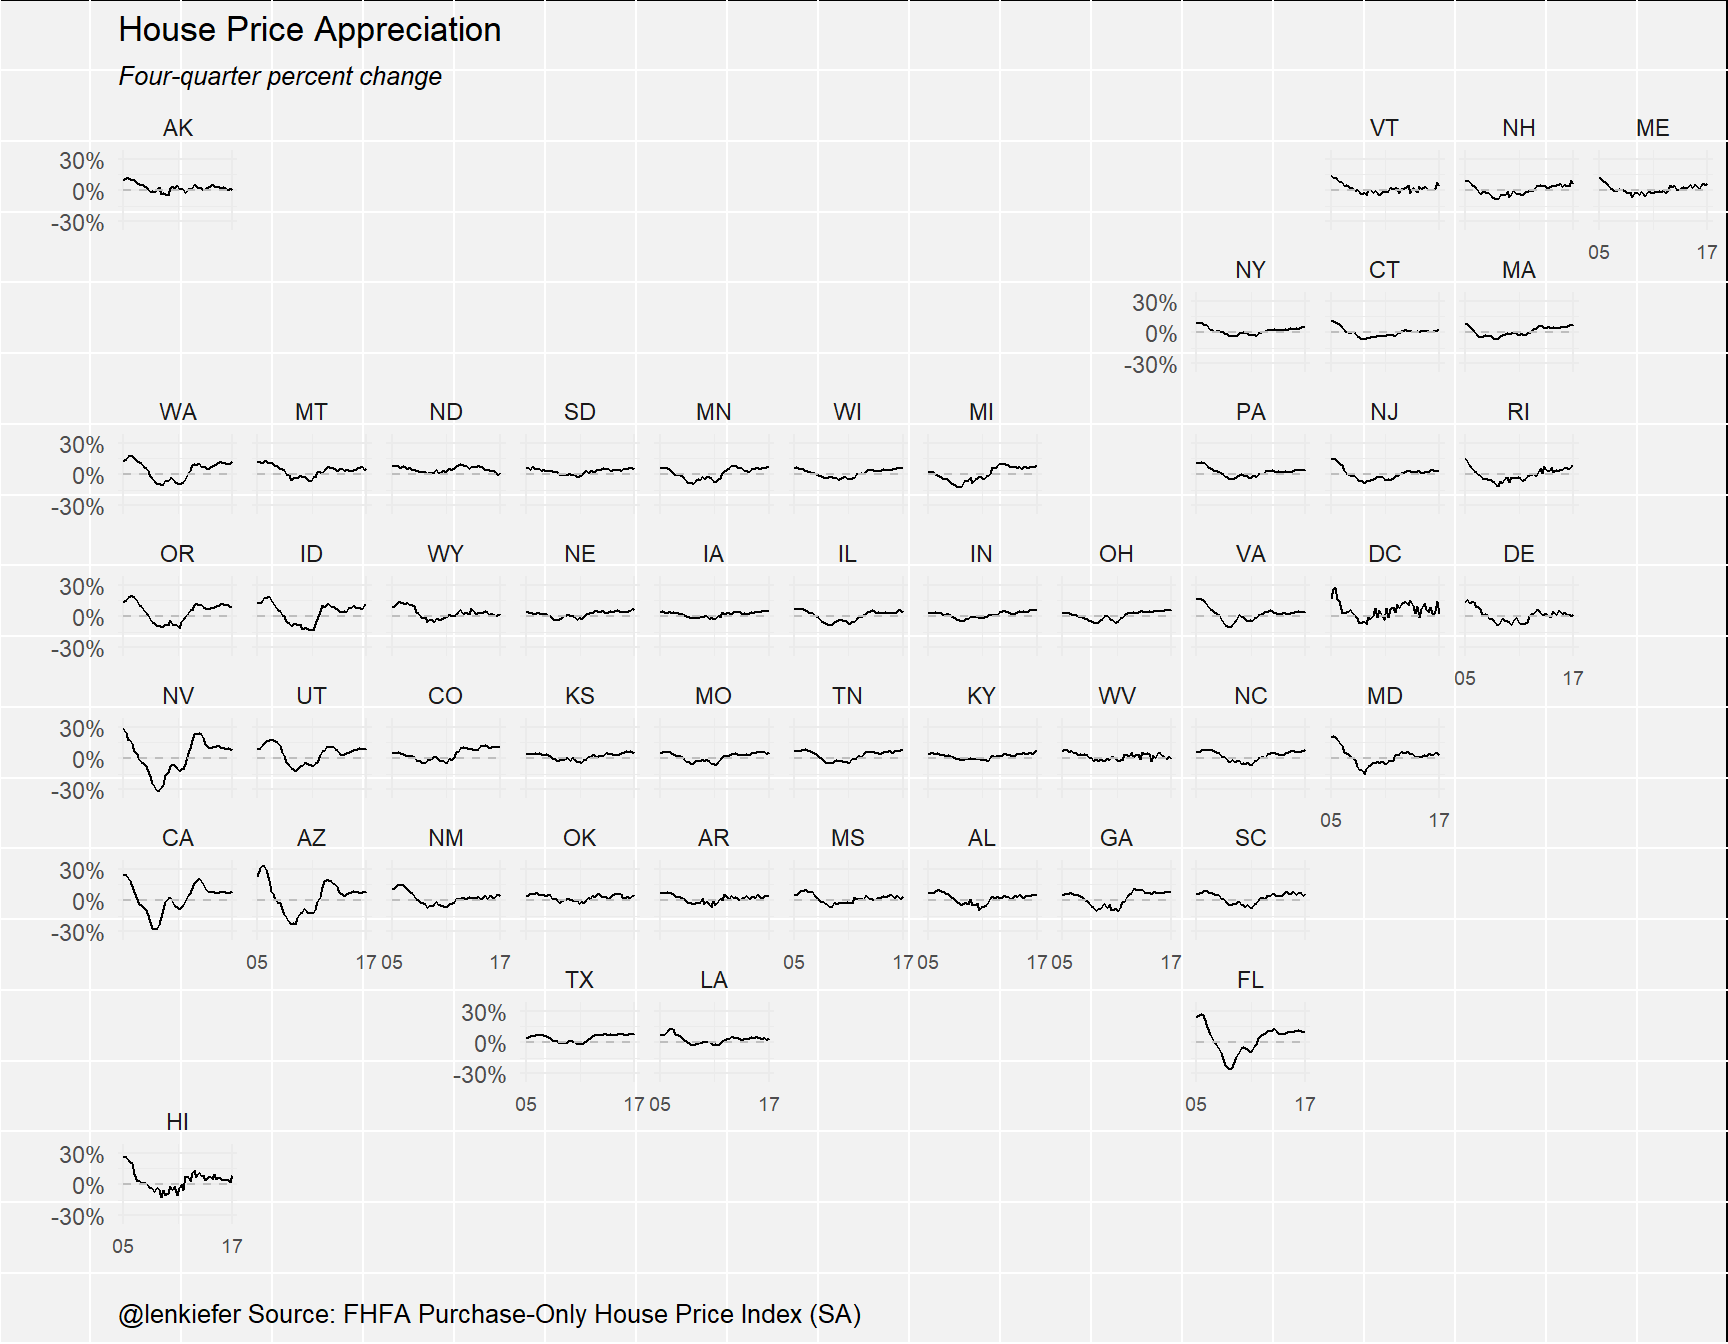 House Price Appreciation
Four-quarter percent change
AK VT NH ME
30%
0%
-30%
05 17
NY CT MA
30%
0%
-30%
WA MT ND SD MN WI MI PA NJ RI
30%
0%
-30%
OR ID WY NE IA IL IN OH VA DC DE
30%
0%
-30%
05 17
NV UT CO KS MO TN KY WV NC MD
30%
0%
-30%
05 17
CA AZ NM OK AR MS AL GA SC
30%
0%
-30%
05 17 05 17 05 17 05 17 05 17
TX LA FL
30%
0%
-30%
05 17 05 17 05 17
HI
30%
0%
-30%
05 17
@lenkiefer Source: FHFA Purchase-Only House Price Index (SA)